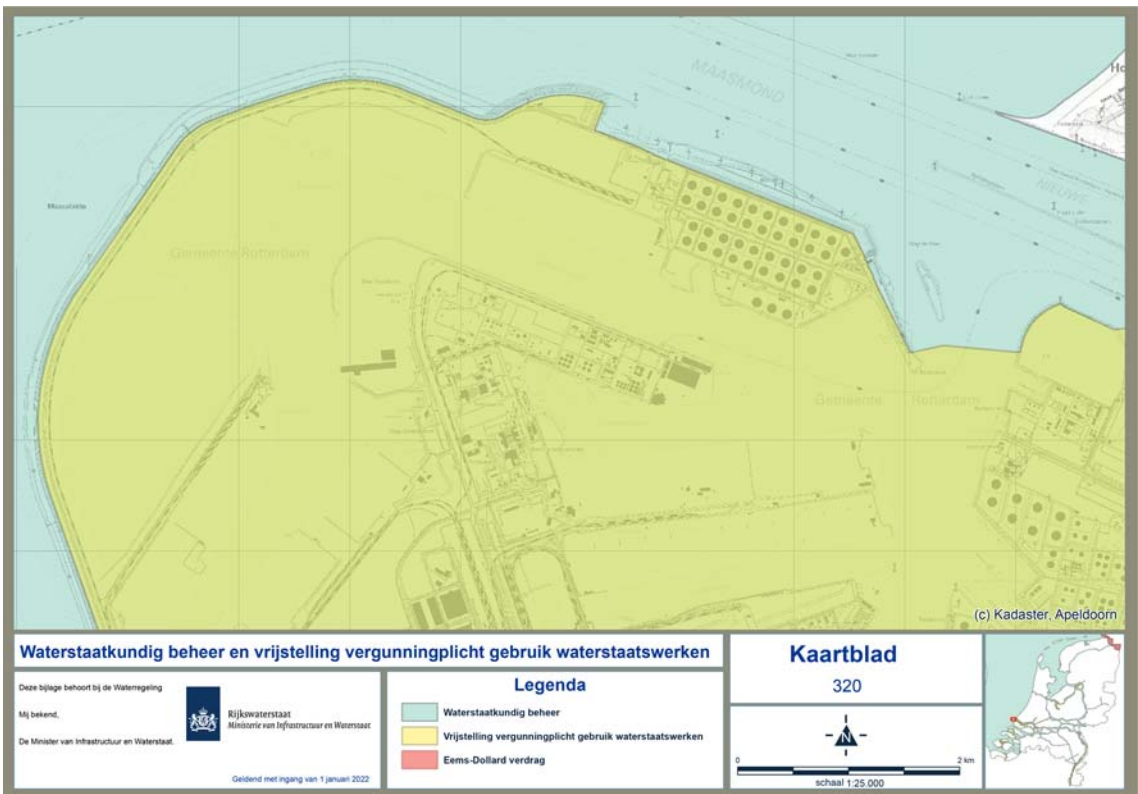 MAASMOND
Ho
NIEUWE
Maasvlakte
Gemeente Rotterdam
Gemeente Rotterdam
(c) Kadaster, Apeldoorn
Waterstaatkundig beheer en vrijstelling vergunningplicht gebruik waterstaatswerken
Deze bijlage behoort bij de Waterregeling
Mij bekend,
De Minister van Infrastructuur en Waterstaat.
Rijkswaterstaat
Ministerie van Infrastructuur en Waterstaat
Geldend met ingang van 1 januari 2022
Legenda
Waterstaatkundig beheer
Vrijstelling vergunningplicht gebruik waterstaatswerken
Eems-Dollard verdrag
Kaartblad
320
N
0 2 km
schaal 1:25.000